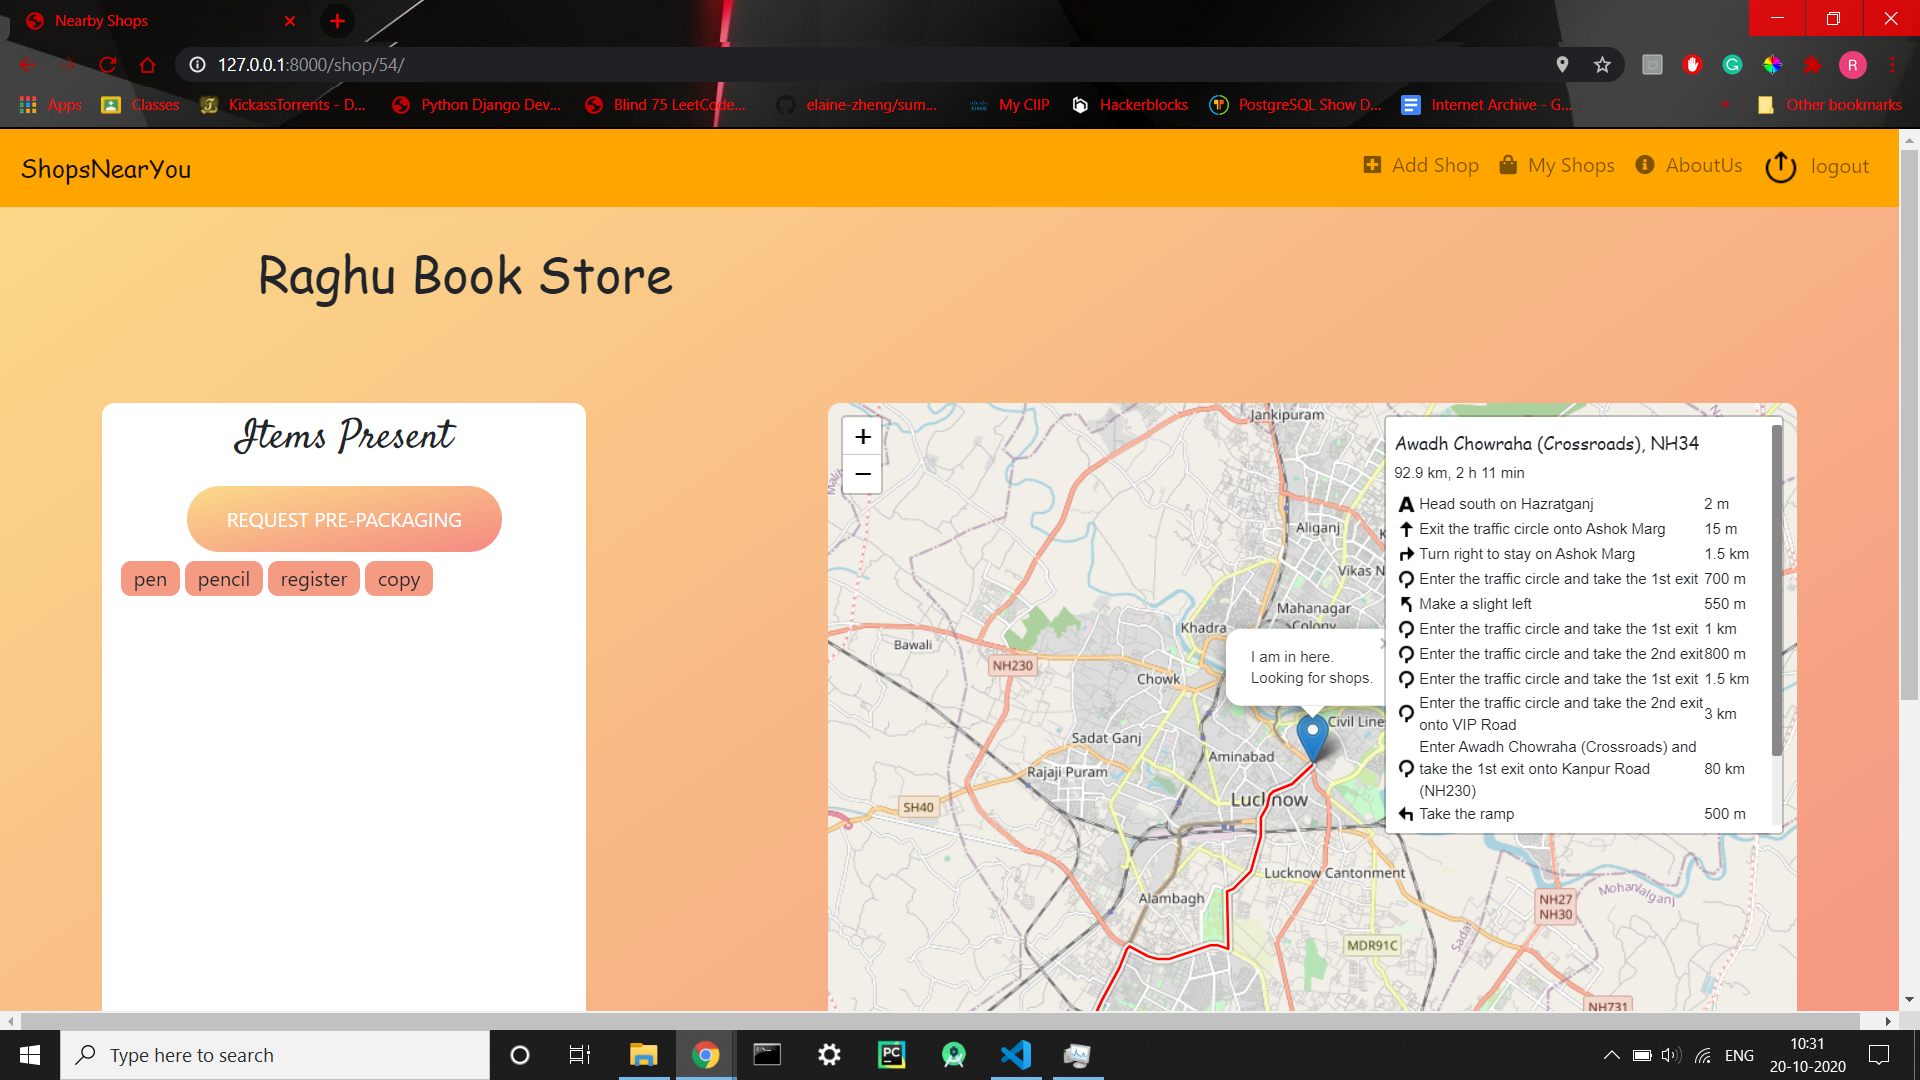 Nearby Shops
127.0.0.1:8000/shop/54/
Apps
Classes
KickassTorrents - D...
Python Django Dev...
Blind 75 LeetCode...
elaine-zheng/sum...
My CIIP
Hackerblocks
PostgreSQL Show D...
Internet Archive - G...
Other bookmarks
R
ShopsNearYou
Add Shop
My Shops
AboutUs
logout
Raghu Book Store
Items Present
REQUEST PRE-PACKAGING
pen pencil register copy
+
−
Jankipuram
Aliganj
Vikas N
Mahanagar
Colony
Khadra
Bawali
NH230
Chowk
I am in here.
Looking for shops.
Civil Line
Sadat Ganj
Aminabad
Rajaji Puram
Lucknow
SH40
Lucknow Cantonment
Alambagh
NH27
NH30
Mohanlalganj
Sadar
MDR91C
NH731
Awadh Chowraha (Crossroads), NH34
92.9 km, 2 h 11 min
Head south on Hazratganj 2 m
Exit the traffic circle onto Ashok Marg 15 m
Turn right to stay on Ashok Marg 1.5 km
Enter the traffic circle and take the 1st exit 700 m
Make a slight left 550 m
Enter the traffic circle and take the 1st exit 1 km
Enter the traffic circle and take the 2nd exit 800 m
Enter the traffic circle and take the 1st exit 1.5 km
Enter the traffic circle and take the 2nd exit
onto VIP Road 3 km
Enter Awadh Chowraha (Crossroads) and
take the 1st exit onto Kanpur Road 80 km
(NH230)
Take the ramp 500 m
Type here to search
PC
ENG
10:31
20-10-2020